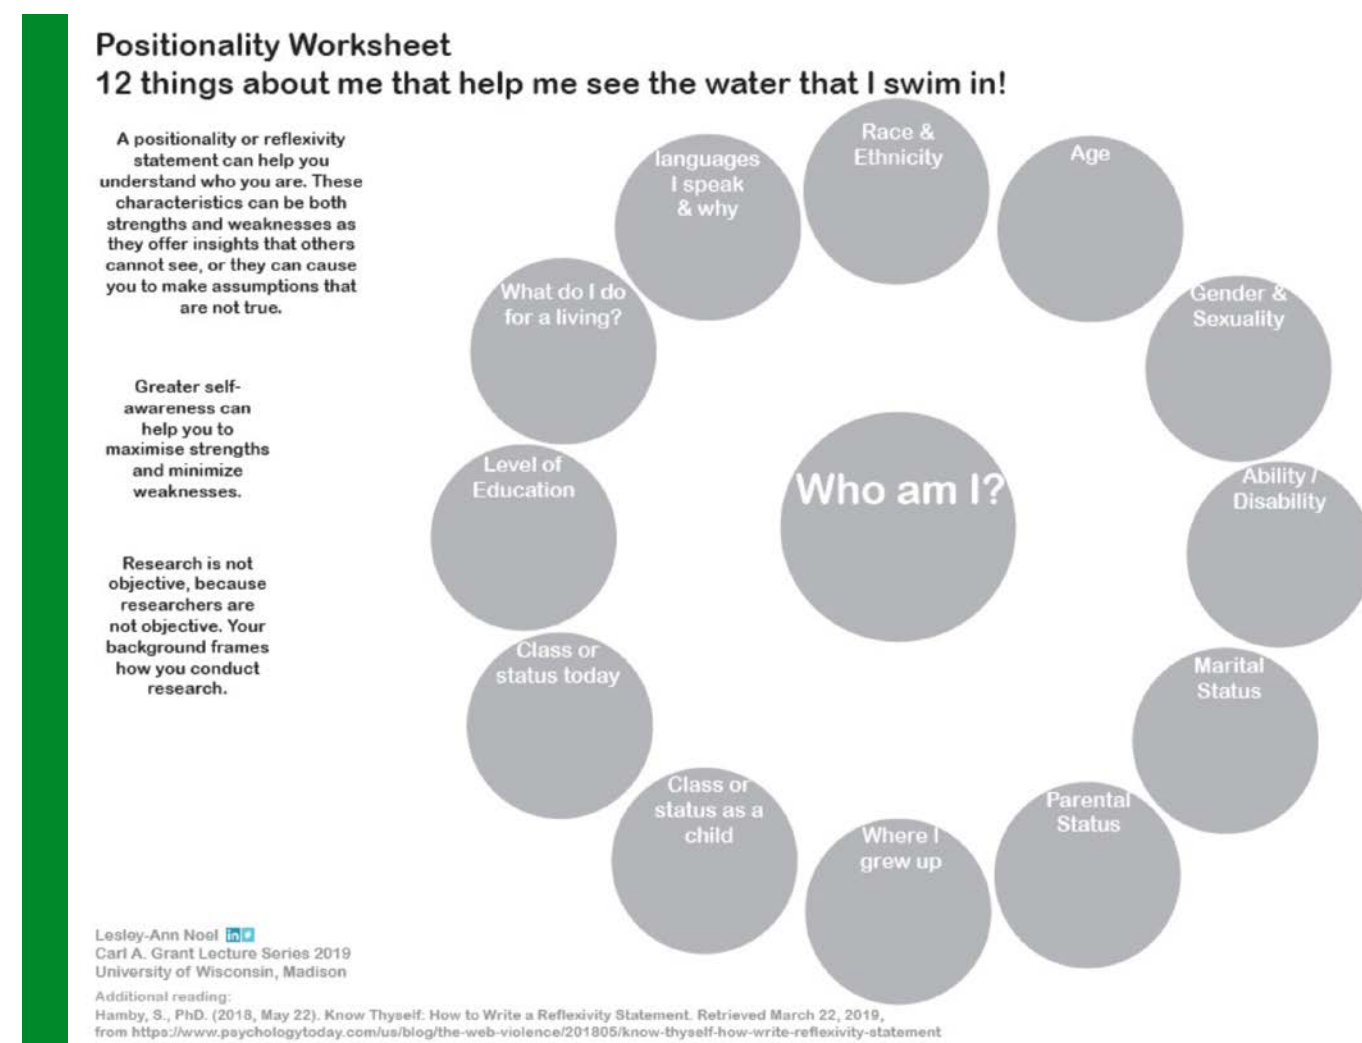 Positionality Worksheet
12 things about me that help me see the water that I swim in!
A positionality or reflexivity
statement can help you
understand who you are. These
characteristics can be both
strengths and weaknesses as
they offer insights that others
cannot see, or they can cause
you to make assumptions that
are not true.
Greater self-
awareness can
help you to
maximise strengths
and minimize
weaknesses.
Research is not
objective, because
researchers are
not objective. Your
background frames
how you conduct
research.
Race &
Ethnicity
Age
Gender &
Sexuality
Ability /
Disability
Marital
Status
Parental
Status
Where I
grew up
Class or
status as a
child
Class or
status today
Level of
Education
What do I do
for a living?
languages
I speak
& why
Who am I?
Lesley-Ann Noel in
Carl A. Grant Lecture Series 2019
University of Wisconsin, Madison
Additional reading:
Hamby, S., PhD. (2018, May 22). Know Thyself: How to Write a Reflexivity Statement. Retrieved March 22, 2019,
from https://www.psychologytoday.com/us/blog/the-web-violence/201805/know-thyself-how-write-reflexivity-statement